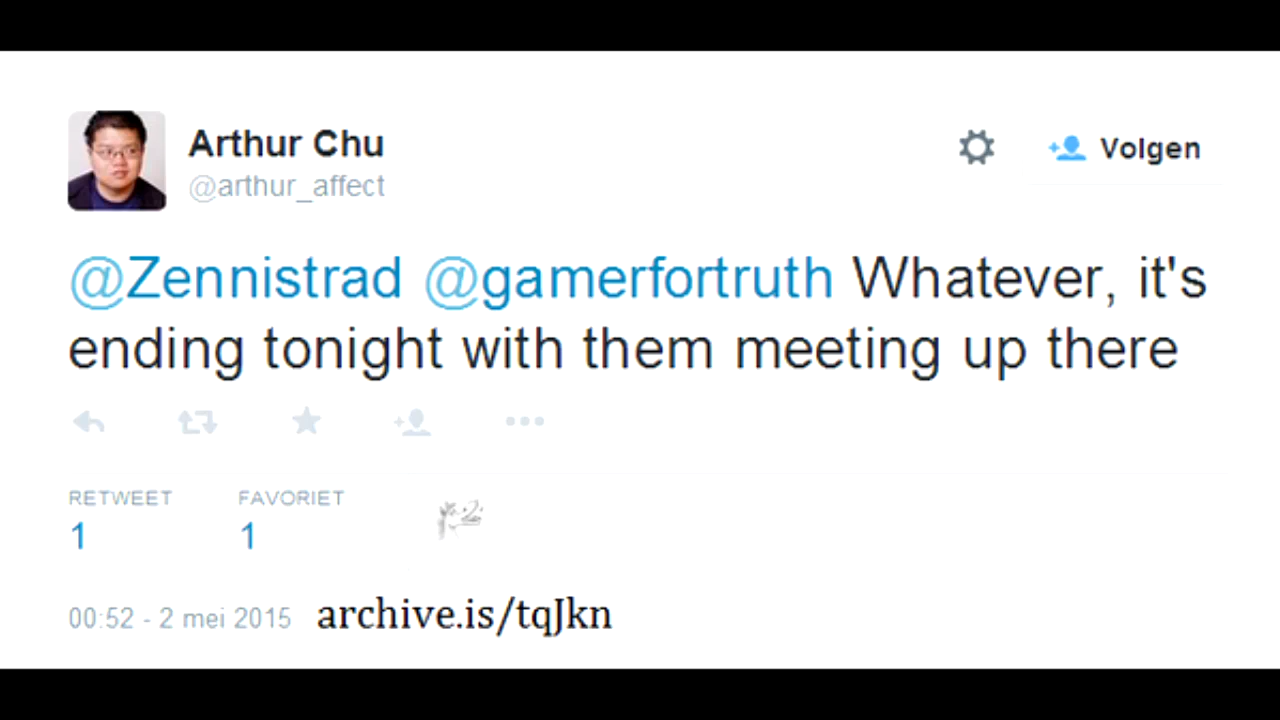 Arthur Chu
@arthur_affect
Volgen
@Zennistrad @gamerfortruth Whatever, it's
ending tonight with them meeting up there
RETWEET FAVORIET
1 1
00:52 - 2 mei 2015 archive.is/tqJkn